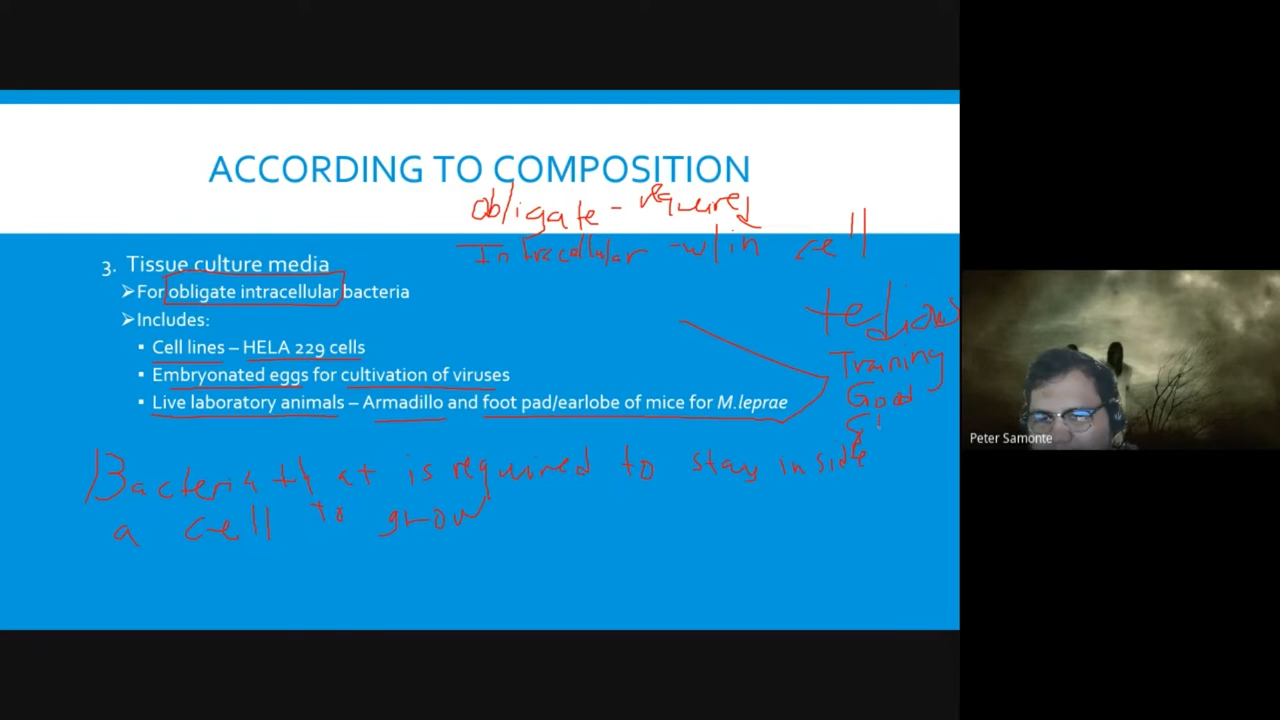 ACCORDING TO COMPOSITION
Obligate - required
Intracellular - w/in cell
3. Tissue culture media
➢For obligate intracellular bacteria
➢Includes:
▪ Cell lines – HELA 229 cells
▪ Embryonated eggs for cultivation of viruses
▪ Live laboratory animals – Armadillo and foot pad/earlobe of mice for M.leprae
tedious
Training
Good
Bacteria that is required to stay inside
a cell to grow
Peter Samonte